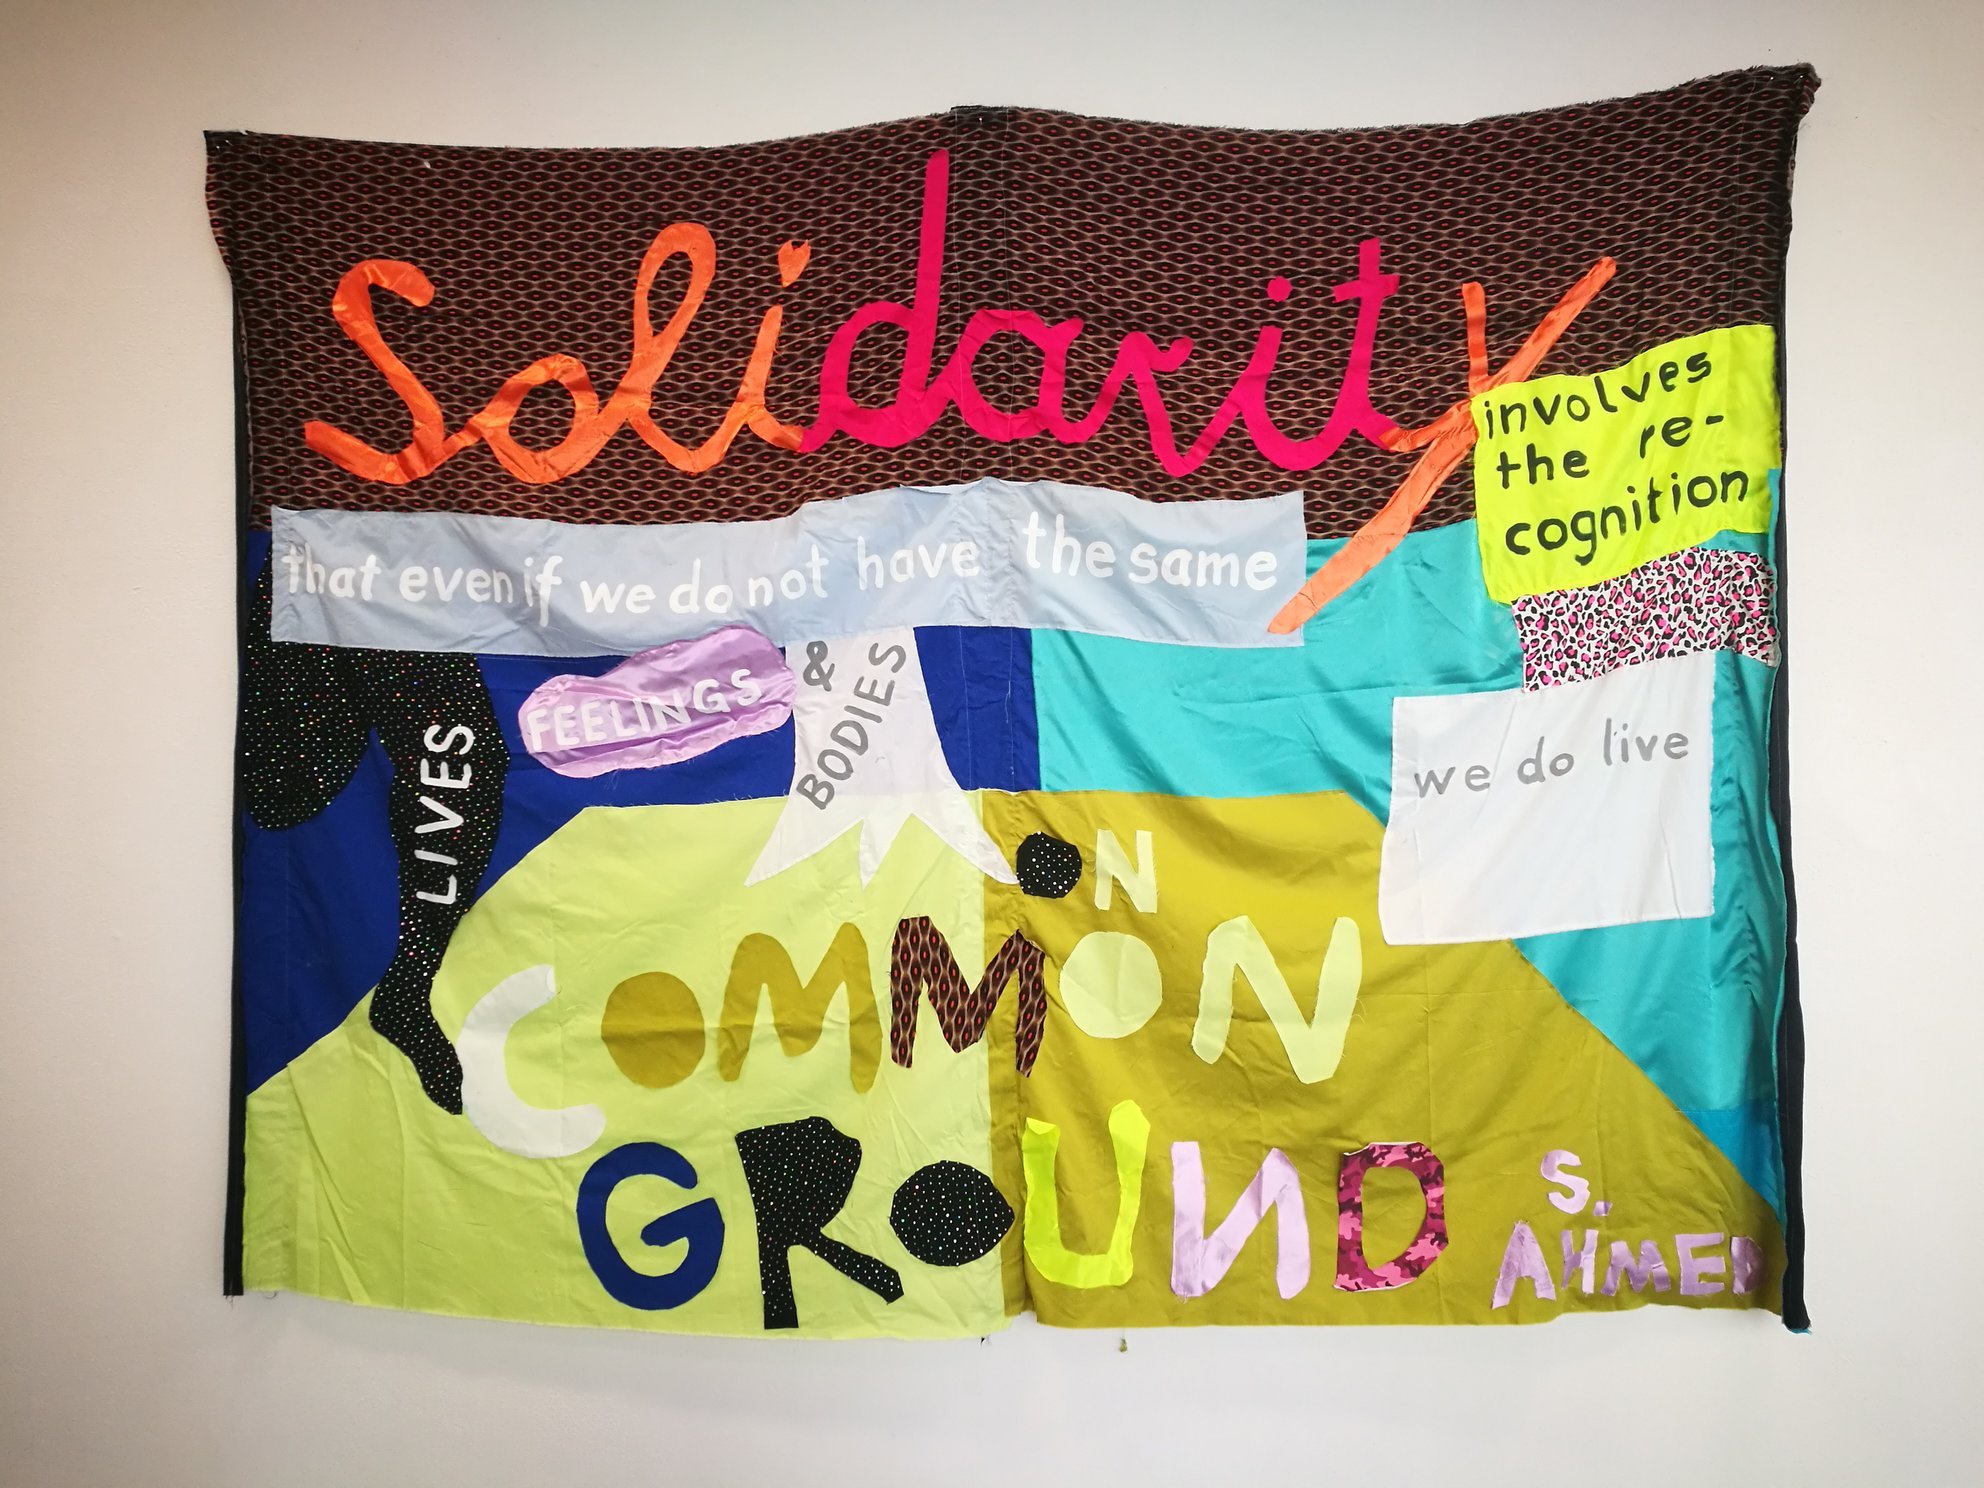 Solidarity
involves
the re-
cognition
that even if we do not have the same
LIVES
FEELINGS
&
BODIES
we do live
ON
COMMON
GROUND
S.
AHMED